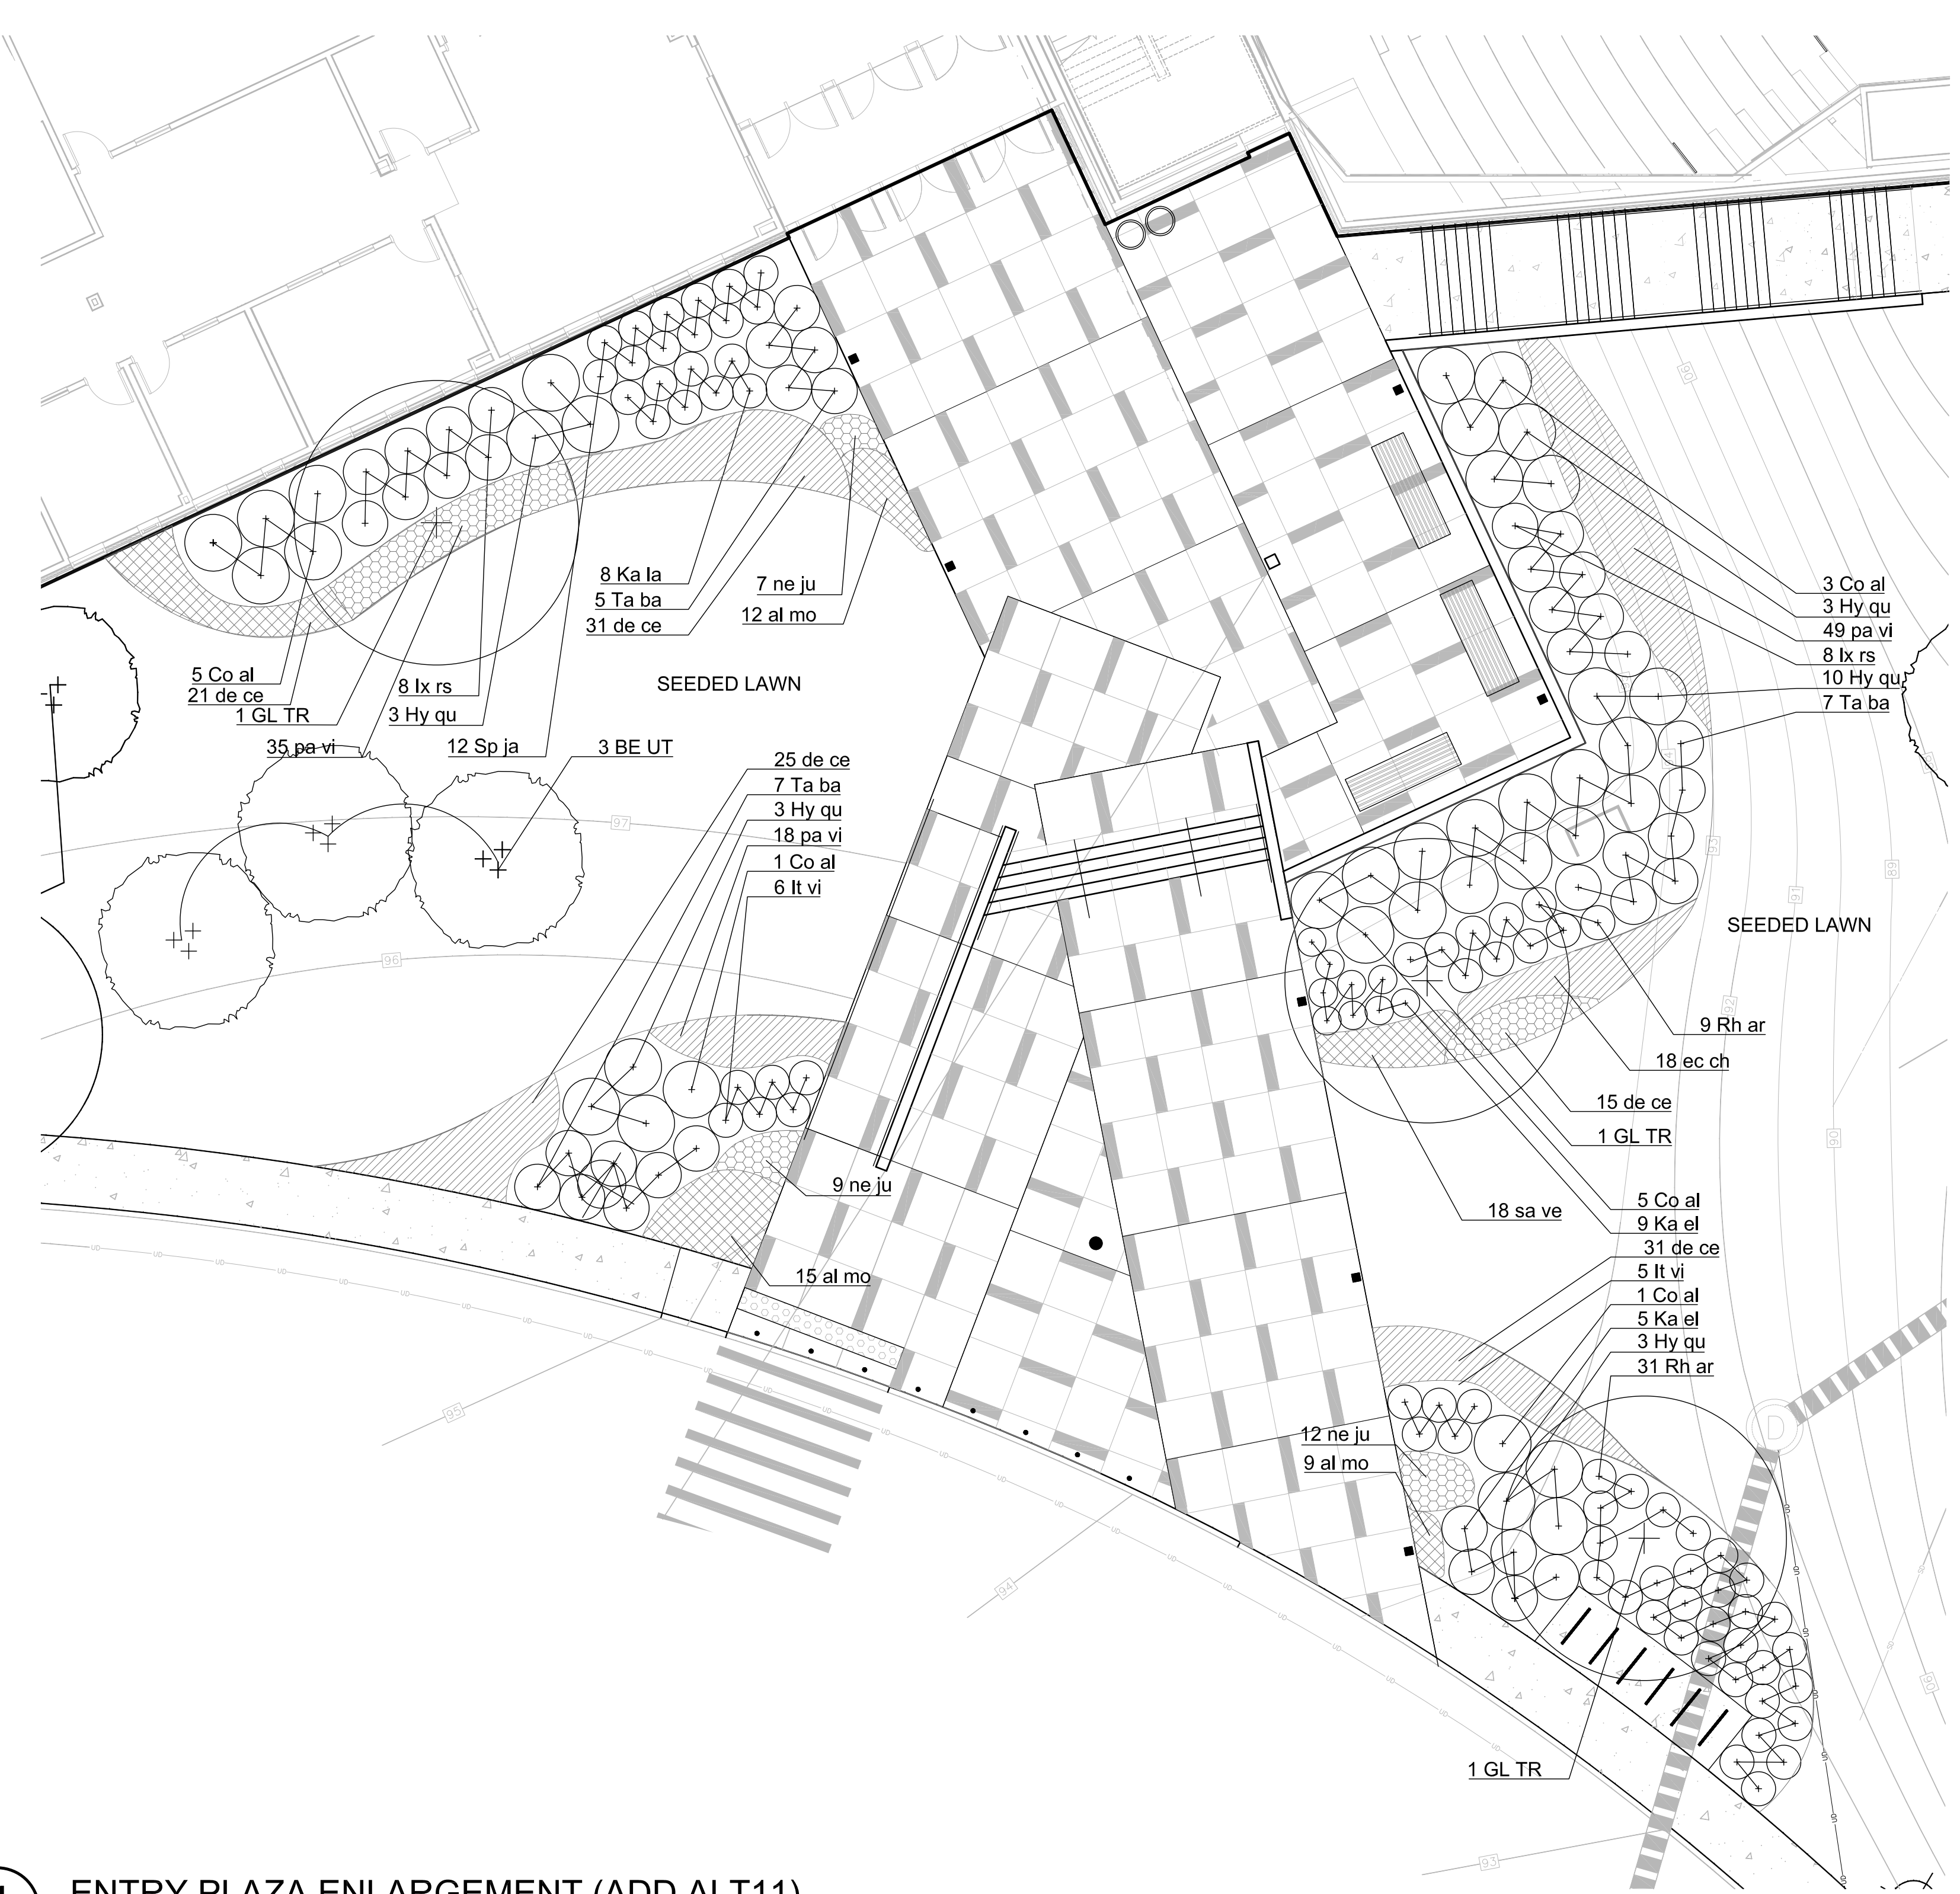 8 Ka la
5 Ta ba
31 de ce
7 ne ju
12 al mo
5 Co al
21 de ce
1 GL TR
35 pa vi
8 Ix rs
3 Hy qu
12 Sp ja
3 BE UT
SEEDED LAWN
3 Co al
3 Hy qu
49 pa vi
8 Ix rs
10 Hy qu
7 Ta ba
25 de ce
7 Ta ba
3 Hy qu
18 pa vi
1 Co al
6 It vi
97
96
SEEDED LAWN
9 Rh ar
18 ec ch
15 de ce
1 GL TR
18 sa ve
5 Co al
9 Ka el
31 de ce
5 It vi
1 Co al
5 Ka el
3 Hy qu
31 Rh ar
9 ne ju
15 al mo
12 ne ju
9 al mo
1 GL TR
90
93
91
89
92
90
95
94
D
90
93
ENTRY PLAZA ENLARGEMENT (ADD ALT11)